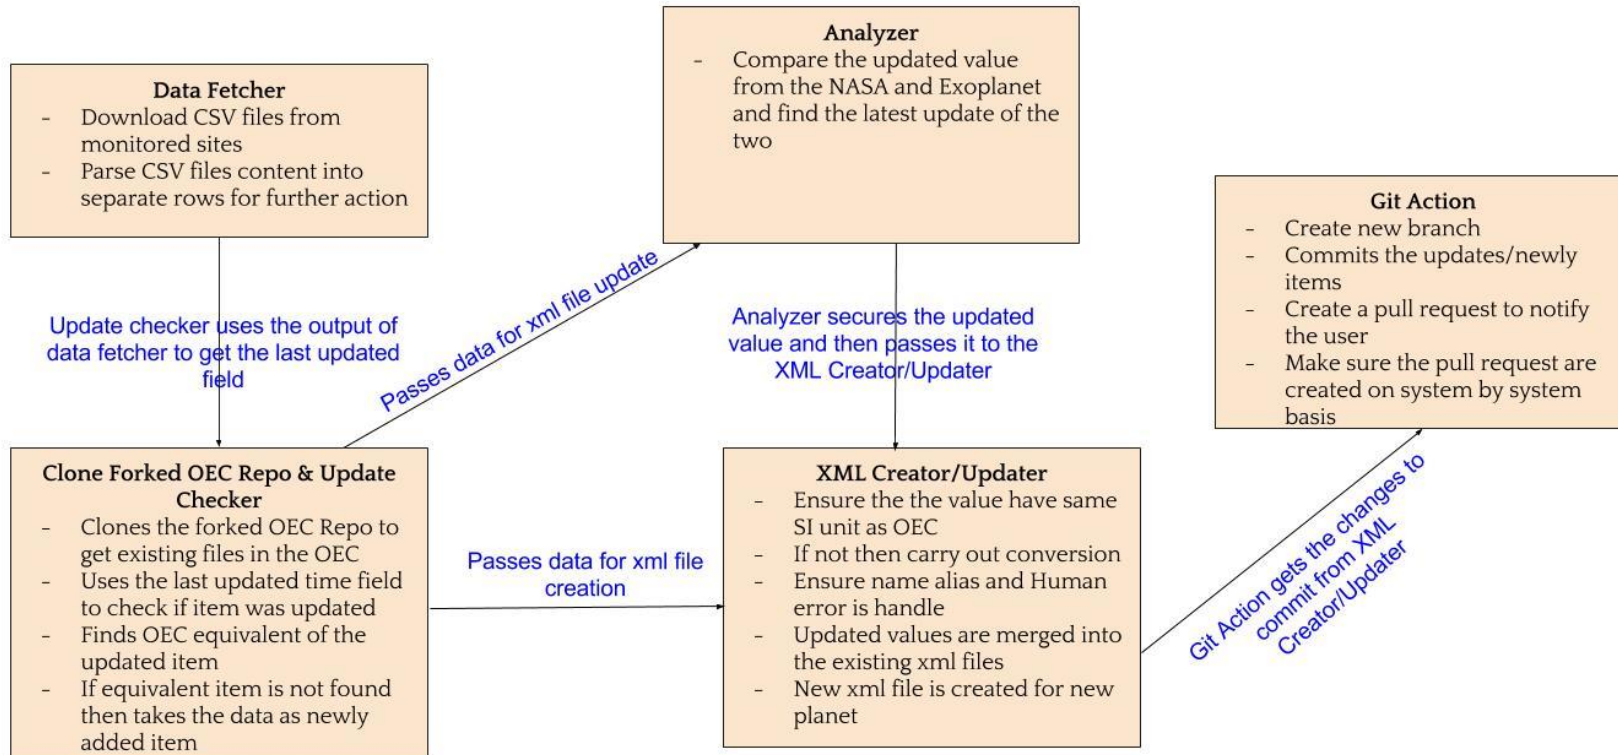 Data Fetcher
- Download CSV files from
monitored sites
- Parse CSV files content into
separate rows for further action
Update checker uses the output of
data fetcher to get the last updated
field
Clone Forked OEC Repo & Update
Checker
- Clones the forked OEC Repo to
get existing files in the OEC
- Uses the last updated time field
to check if item was updated
- Finds OEC equivalent of the
updated item
- If equivalent item is not found
then takes the data as newly
added item
Passes data for xml file update
Analyzer
- Compare the updated value
from the NASA and Exoplanet
and find the latest update of the
two
Analyzer secures the updated
value and then passes it to the
XML Creator/Updater
Passes data for xml file
creation
XML Creator/Updater
- Ensure the the value have same
SI unit as OEC
- If not then carry out conversion
- Ensure name alias and Human
error is handle
- Updated values are merged into
the existing xml files
- New xml file is created for new
planet
Git Action gets the changes to
commit from XML
Creator/Updater
Git Action
- Create new branch
- Commits the updates/newly
items
- Create a pull request to notify
the user
- Make sure the pull request are
created on system by system
basis